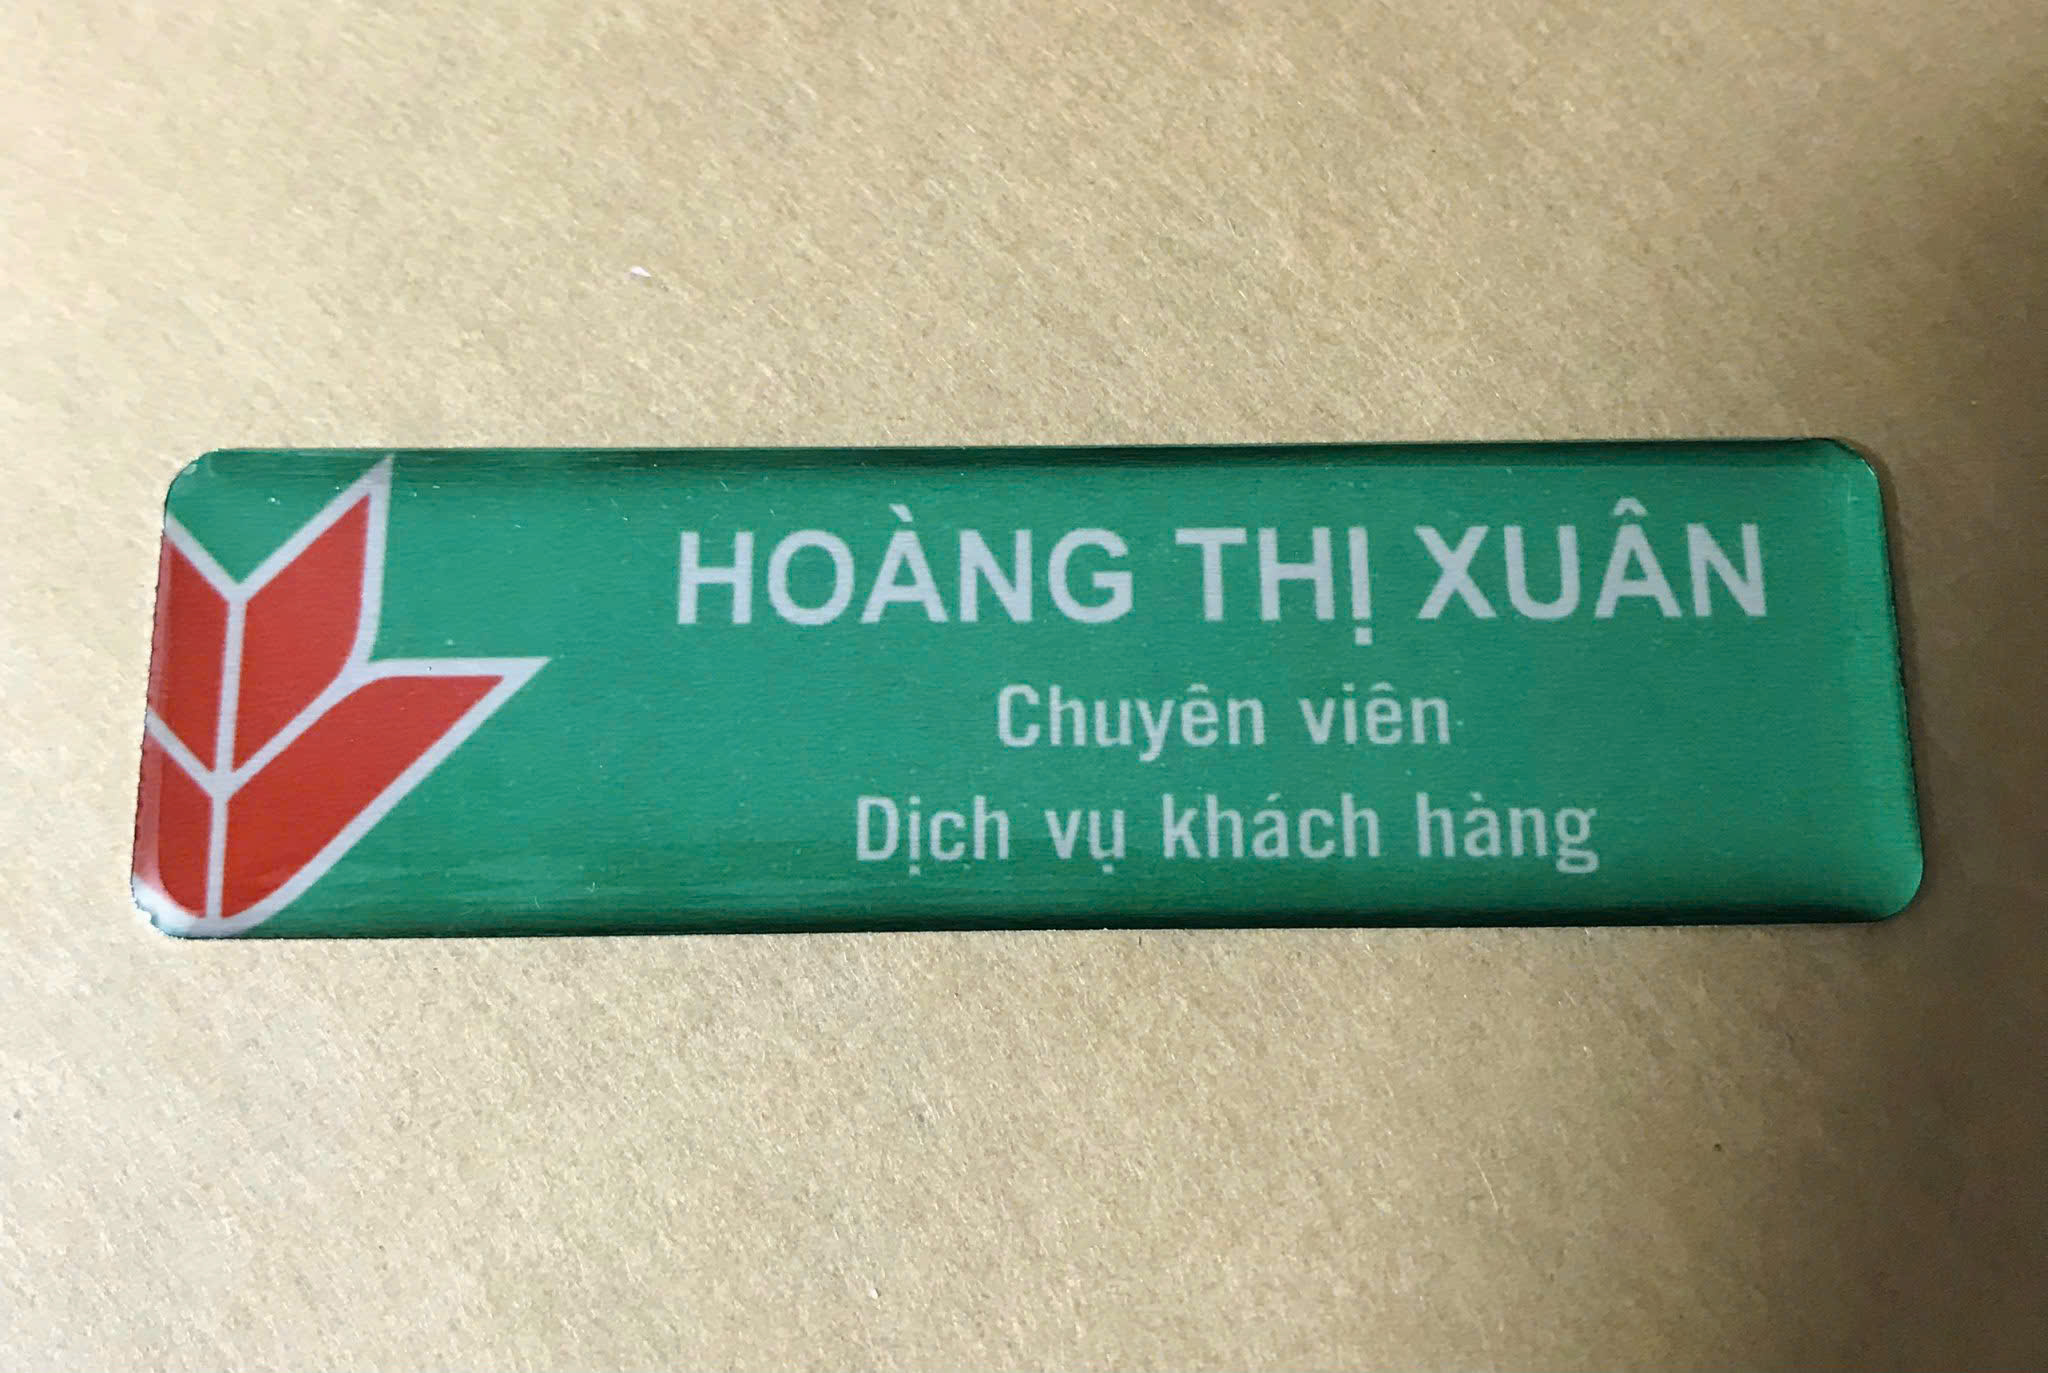 HOÀNG THỊ XUÂN
Chuyên viên
Dịch vụ khách hàng